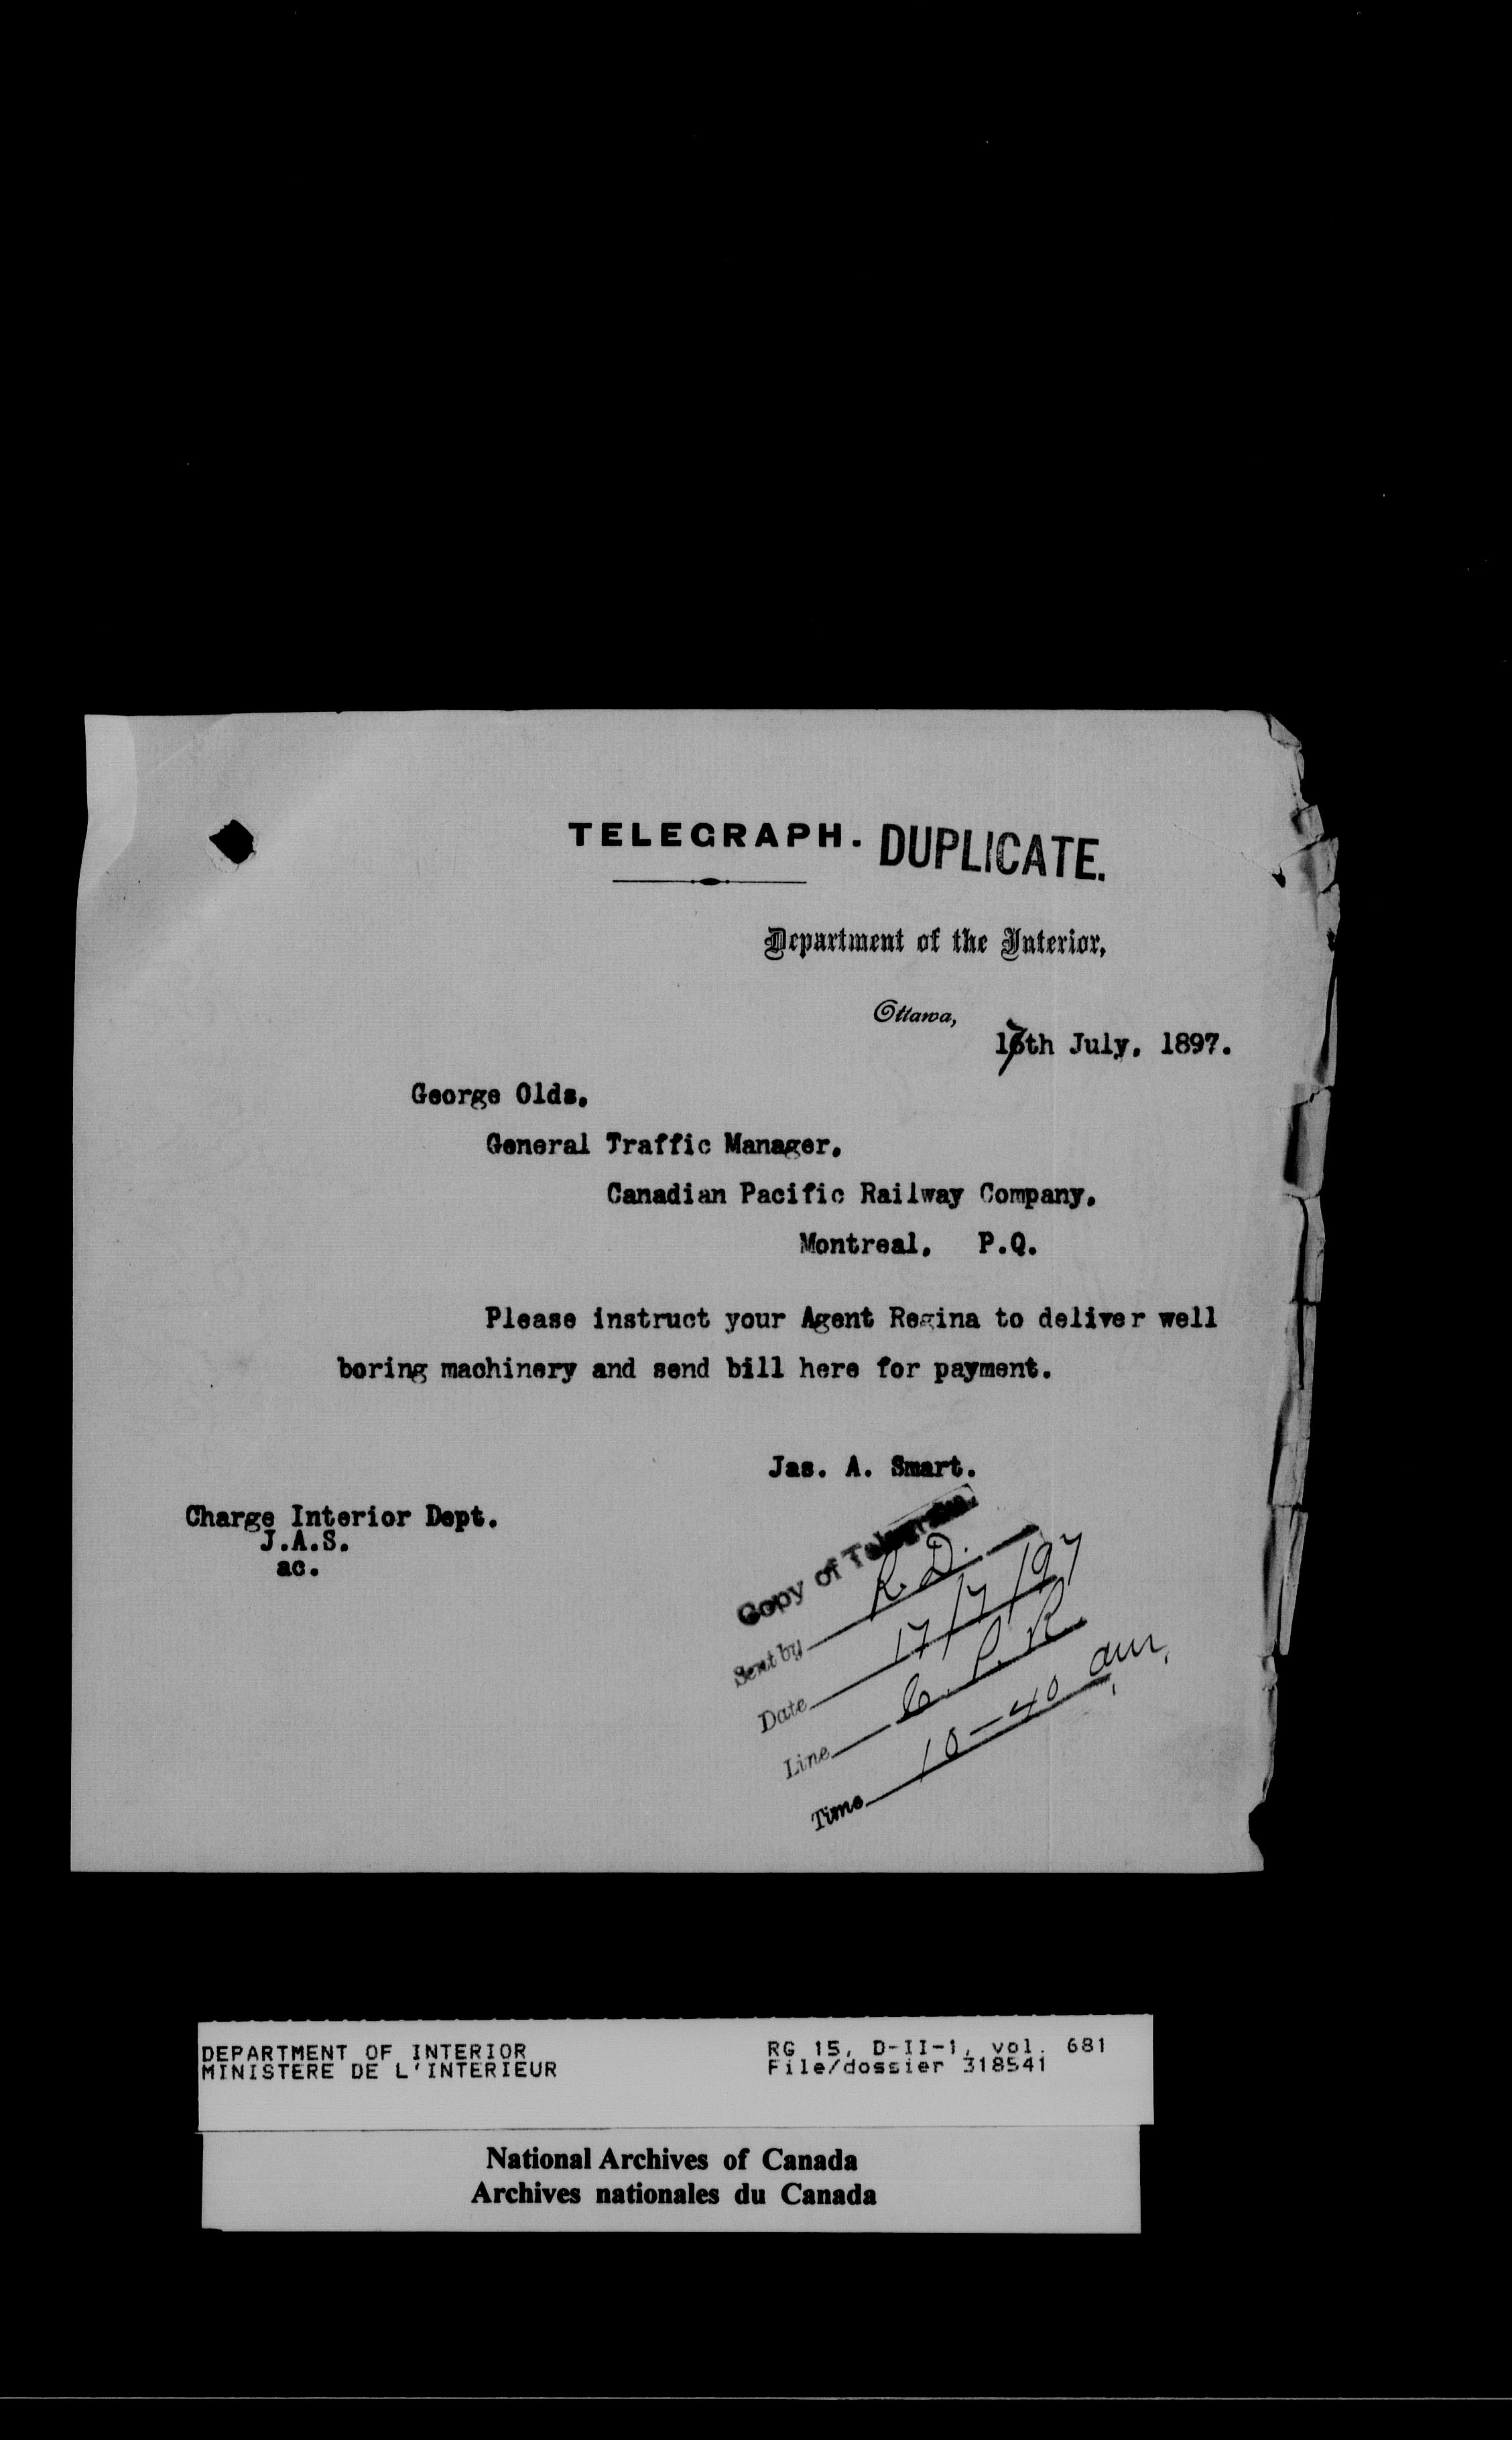 TELEGRAPH. DUPLICATE.
Department of the Interior,
Ottawa,
17th July, 1897.
George Olds,
General Traffic Manager,
Canadian Pacific Railway Company,
Montreal, P.Q.
Please instruct your Agent Regina to deliver well
boring machinery and send bill here for payment.
Jas. A. Smart.
Charge Interior Dept.
J.A.S.
ac.
Copy of Telegram.
Sent by R. D.
Date 17/7/97
Line C. P. R.
Time 10-40 am.
DEPARTMENT OF INTERIOR RG 15, D-II-1, vol. 681
MINISTERE DE L'INTERIEUR File/dossier 318541
National Archives of Canada
Archives nationales du Canada